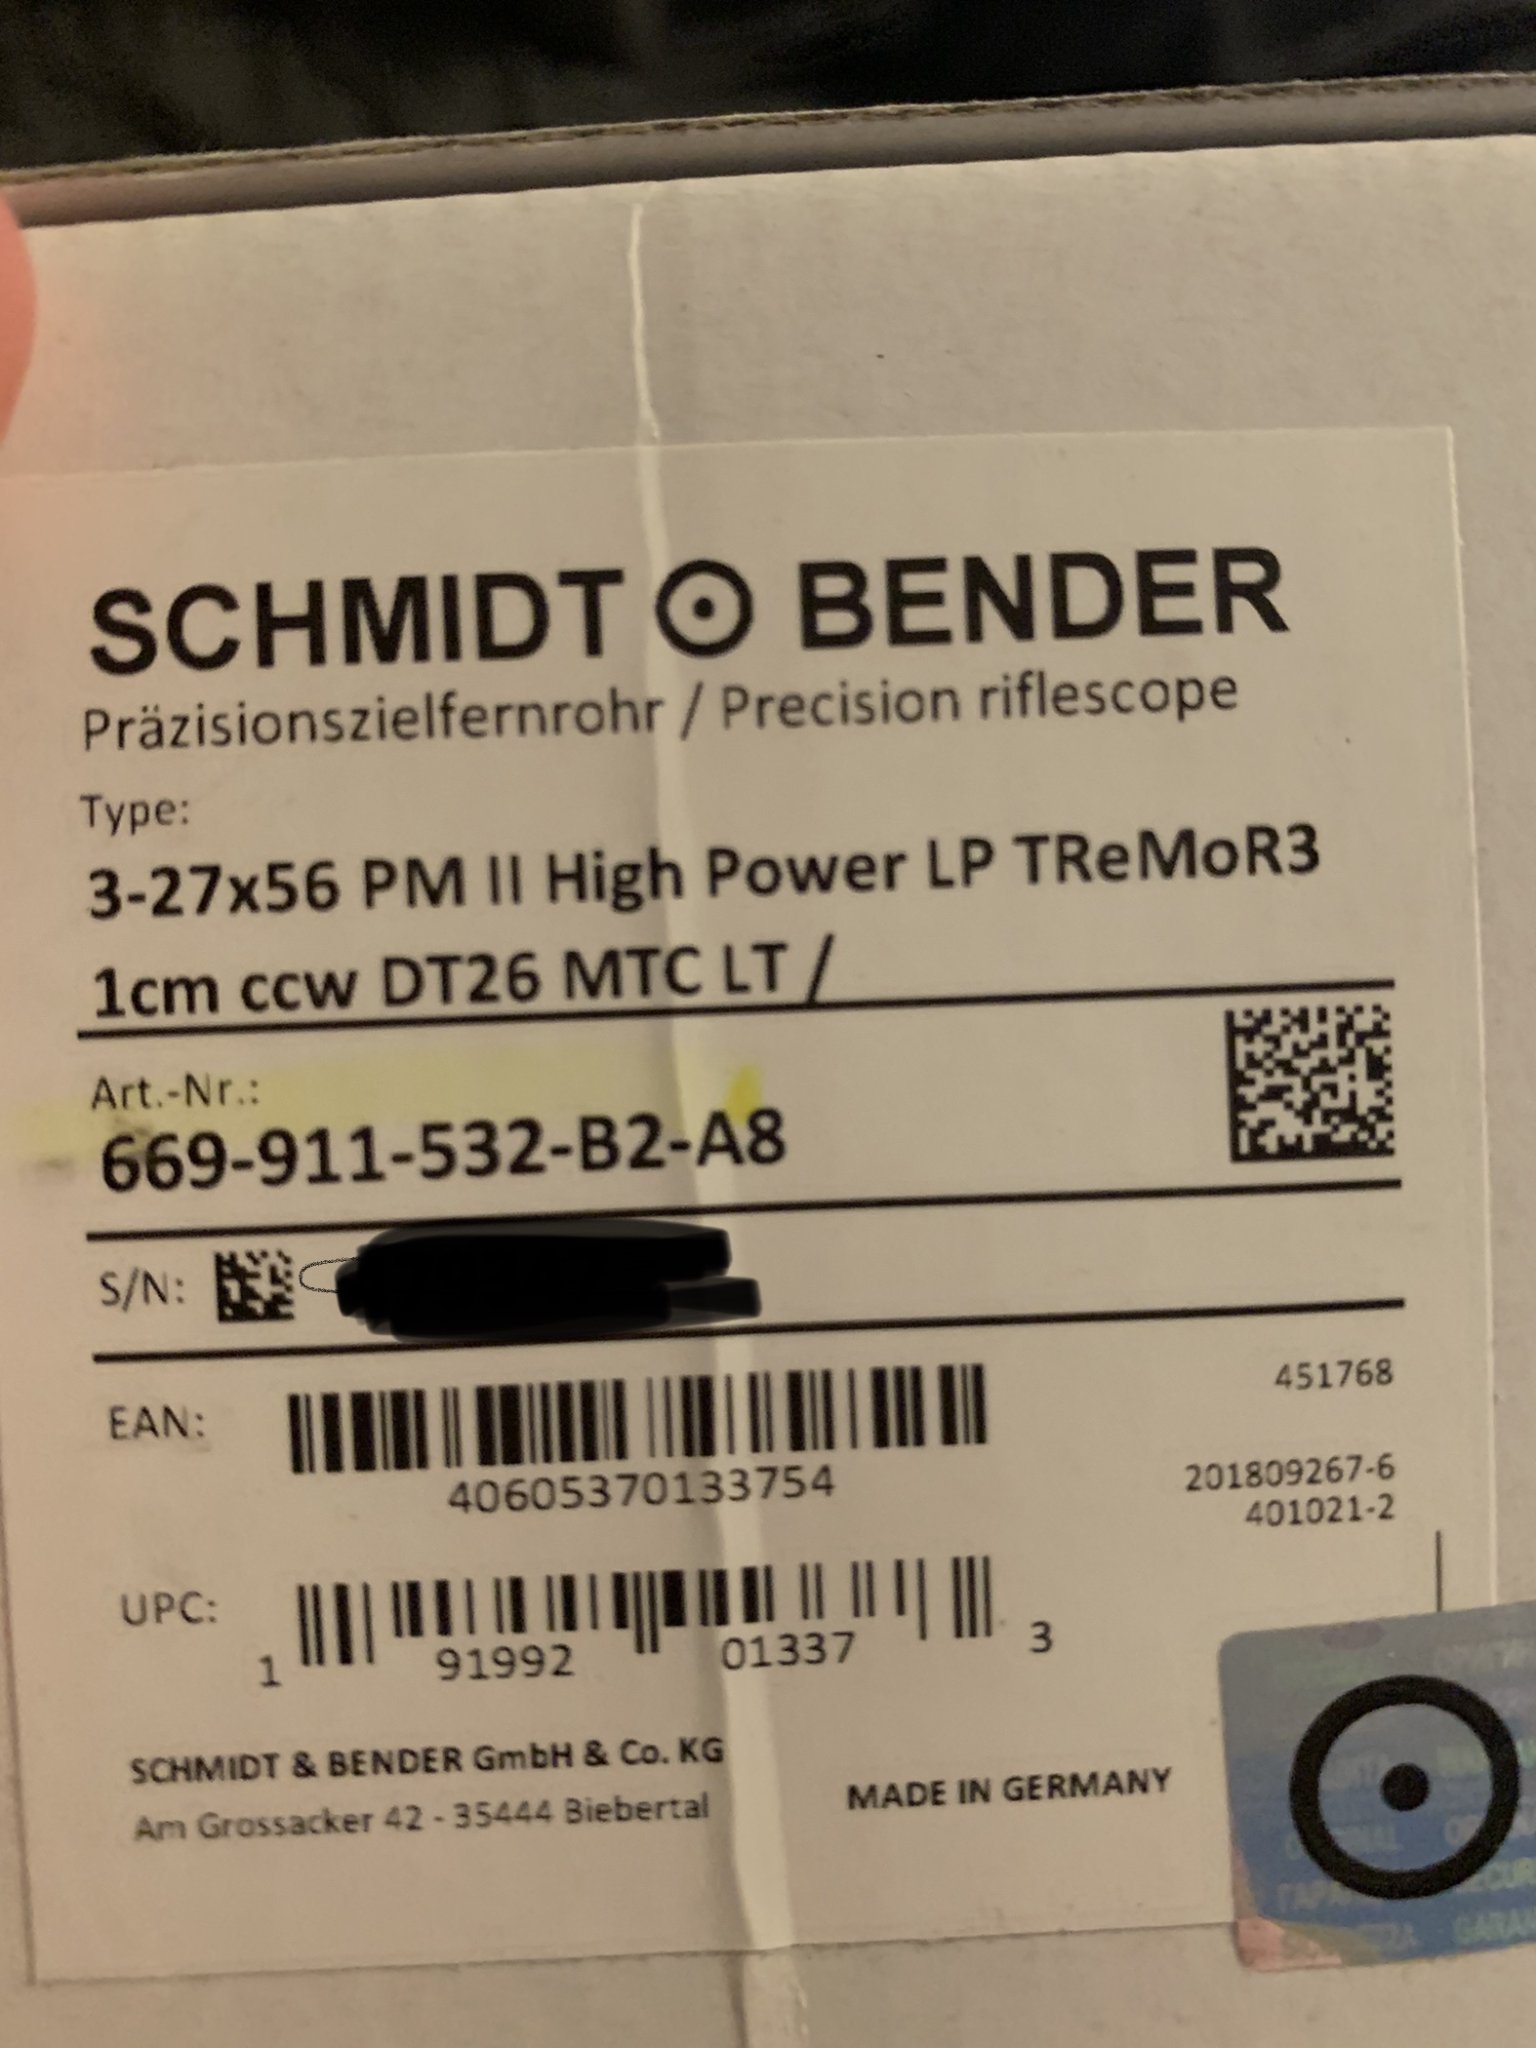 SCHMIDT BENDER
Präzisionszielfernrohr / Precision riflescope
Type:
3-27x56 PM II High Power LP TReMoR3
1cm ccw DT26 MTC LT /
Art.-Nr.:
669-911-532-B2-A8
S/N:
EAN:
40605370133754
451768
201809267-6
401021-2
UPC:
1 91992 01337 3
SCHMIDT & BENDER GmbH & Co. KG
Am Grossacker 42 - 35444 Biebertal
MADE IN GERMANY